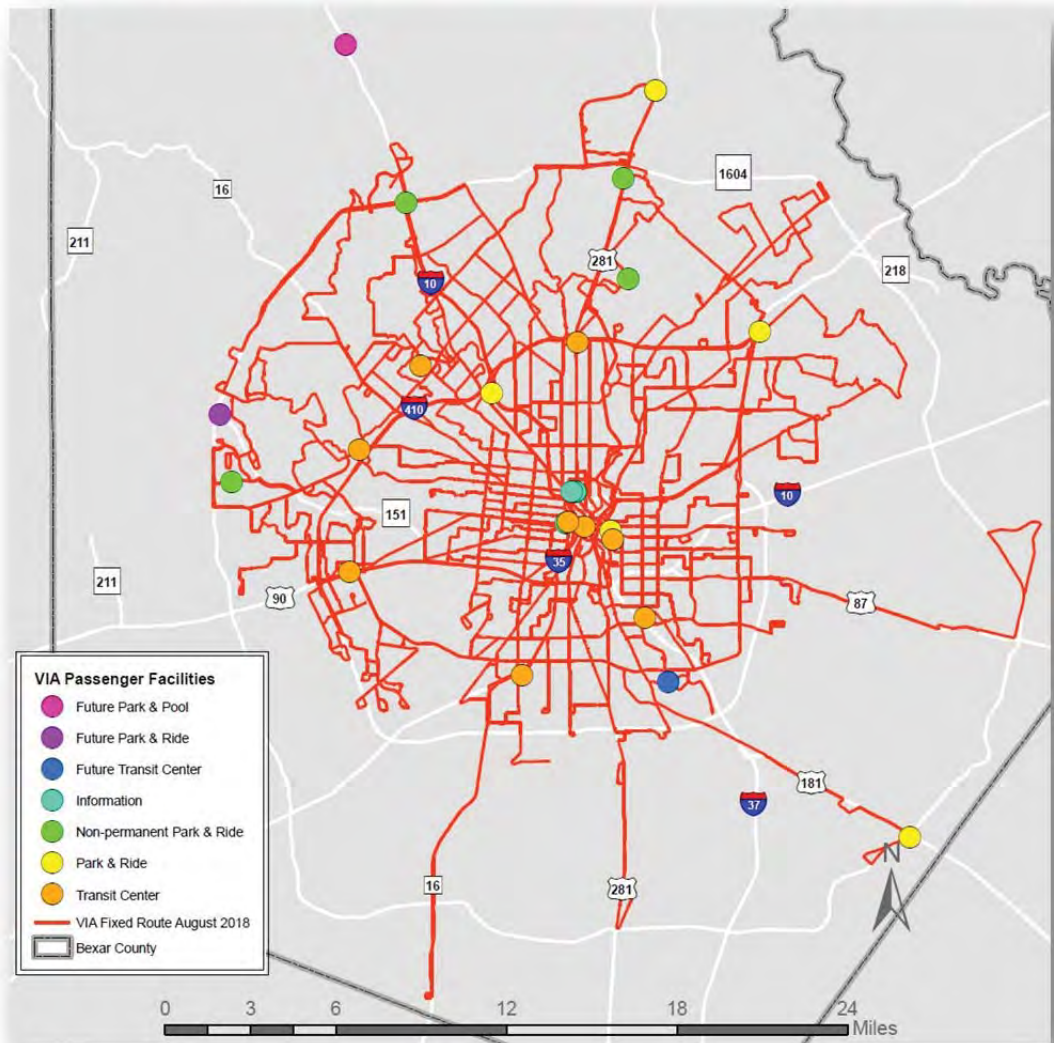 1604
16
211
281
218
10
410
10
151
35
211
90
87
VIA Passenger Facilities
Future Park & Pool
Future Park & Ride
Future Transit Center
Information
Non-permanent Park & Ride
Park & Ride
Transit Center
VIA Fixed Route August 2018
Bexar County
181
37
N
16
281
0 3 6 12 18 24
Miles